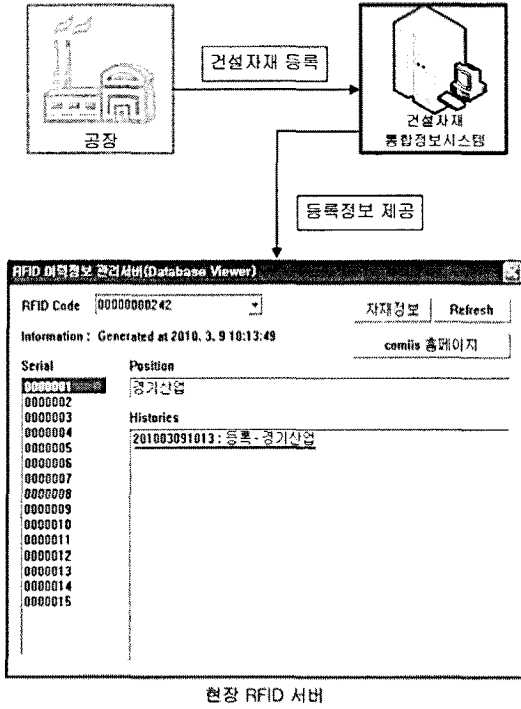 건설자재 등록
공장
건설자재
통합정보시스템
등록정보 제공
RFID 이력정보 관리서버(Database Viewer)
RFID Code 00000000242
자재정보 Refresh
Information : Generated at 2010. 3. 9 10:13:49
comiis 홈페이지
Serial Position
0000001 경기산업
0000002
0000003 Histories
0000004 201003091013 : 등록 - 경기산업
0000005
0000006
0000007
0000008
0000009
0000010
0000011
0000012
0000013
0000014
0000015
현장 RFID 서버